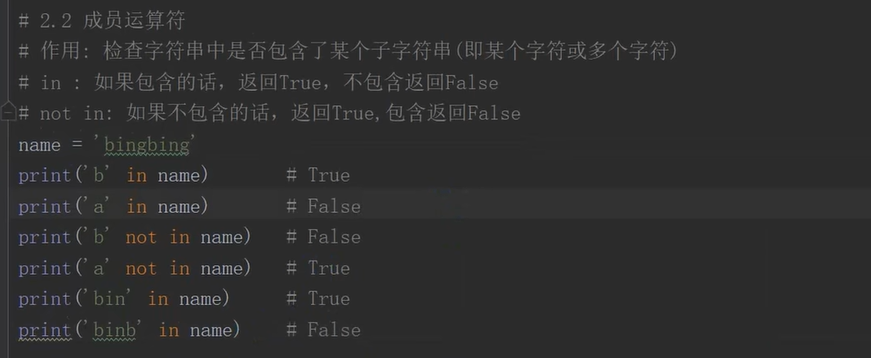 # 2.2 成员运算符
# 作用: 检查字符串中是否包含了某个子字符串(即某个字符或多个字符)
# in : 如果包含的话，返回True，不包含返回False
# not in: 如果不包含的话，返回True,包含返回False
name = 'bingbing'
print('b' in name)       # True
print('a' in name)       # False
print('b' not in name)   # False
print('a' not in name)   # True
print('bin' in name)     # True
print('binb' in name)    # False